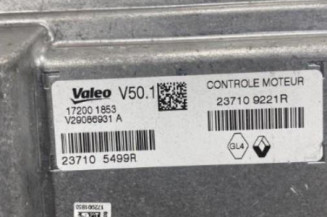 Valeo V50.1
17200 1853
V29086931 A
23710 5499R
CONTROLE MOTEUR
23710 9221R
GL4